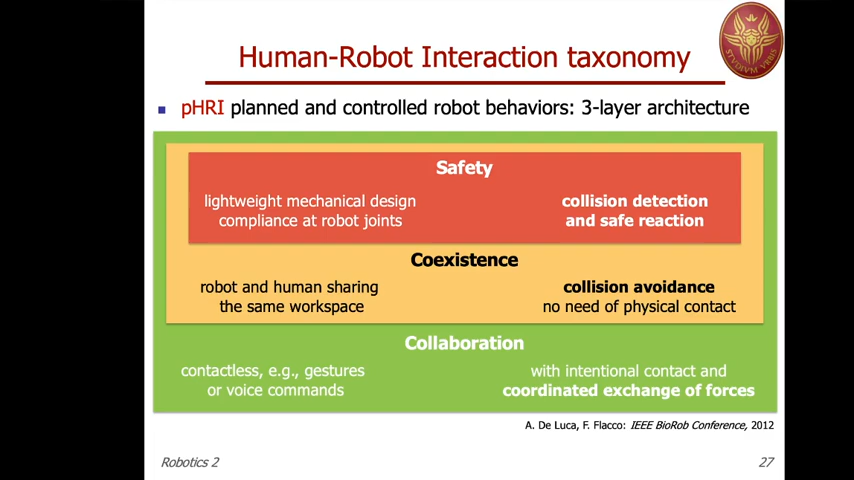 Human-Robot Interaction taxonomy
STVDIVM VRBIS
pHRI planned and controlled robot behaviors: 3-layer architecture
Safety
lightweight mechanical design
compliance at robot joints
collision detection
and safe reaction
Coexistence
robot and human sharing
the same workspace
collision avoidance
no need of physical contact
Collaboration
contactless, e.g., gestures
or voice commands
with intentional contact and
coordinated exchange of forces
A. De Luca, F. Flacco: IEEE BioRob Conference, 2012
Robotics 2
27